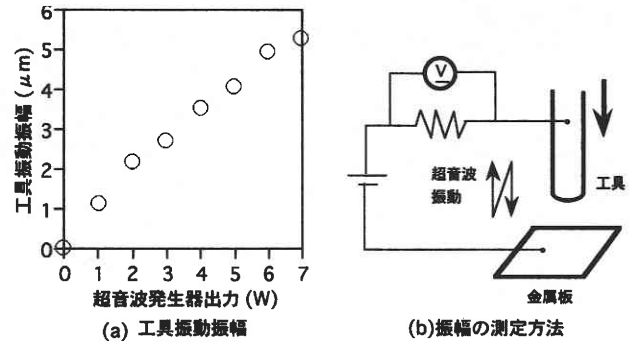 工具振動振幅 (μm)
6
5
4
3
2
1
0
0 1 2 3 4 5 6 7
超音波発生器出力 (W)
(a) 工具振動振幅
V
超音波
振動
工具
金属板
(b)振幅の測定方法